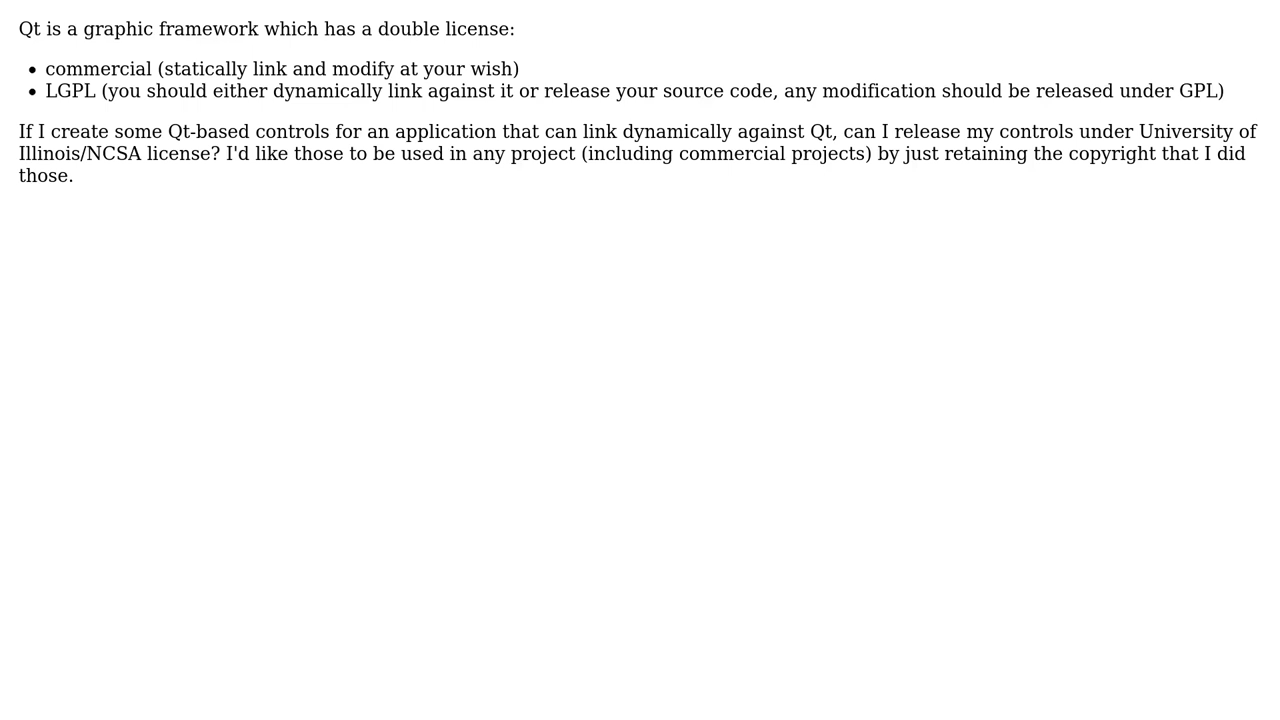 Qt is a graphic framework which has a double license:
• commercial (statically link and modify at your wish)
• LGPL (you should either dynamically link against it or release your source code, any modification should be released under GPL)
If I create some Qt-based controls for an application that can link dynamically against Qt, can I release my controls under University of
Illinois/NCSA license? I'd like those to be used in any project (including commercial projects) by just retaining the copyright that I did
those.